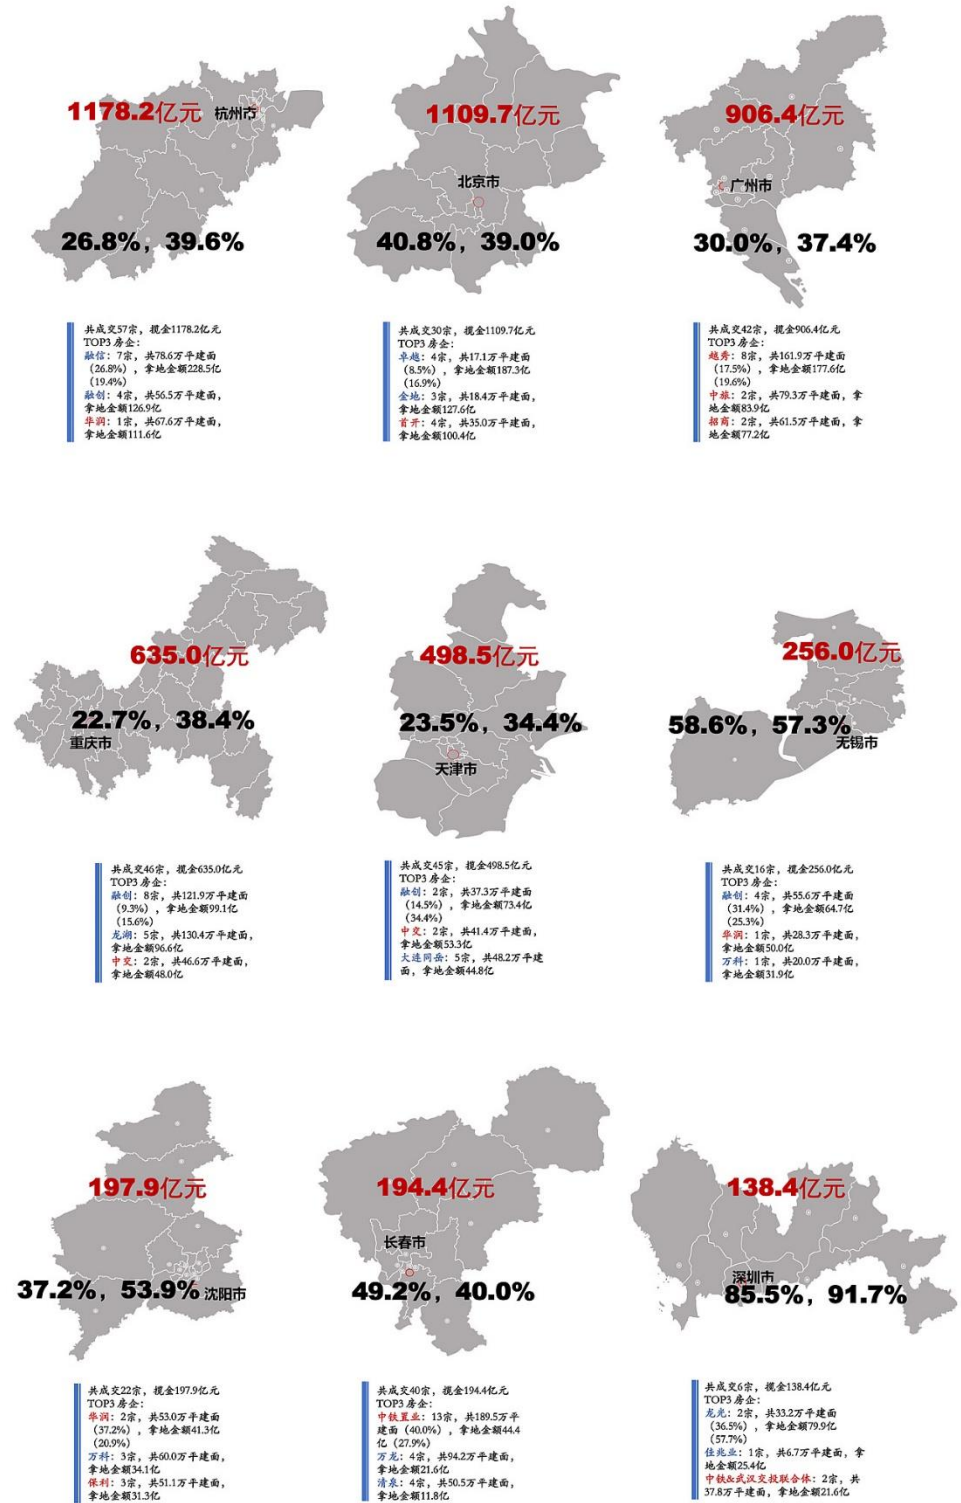 1178.2亿元
杭州市
26.8%，39.6%
共成交57宗，揽金1178.2亿元
TOP3 房企：
融信：7宗，共78.6万平建面
（26.8%），拿地金额228.5亿
（19.4%）
融创：4宗，共56.5万平建面，
拿地金额126.9亿
华润：1宗，共67.6万平建面，
拿地金额111.6亿
1109.7亿元
北京市
40.8%，39.0%
共成交30宗，揽金1109.7亿元
TOP3 房企：
卓越：4宗，共17.1万平建面
（8.5%），拿地金额187.3亿
（16.9%）
金地：3宗，共18.4万平建面，
拿地金额127.6亿
首开：4宗，共35.0万平建面，
拿地金额100.4亿
906.4亿元
广州市
30.0%，37.4%
共成交42宗，揽金906.4亿元
TOP3 房企：
越秀：8宗，共161.9万平建面
（17.5%），拿地金额177.6亿
（19.6%）
中旅：2宗，共79.3万平建面，拿
地金额83.9亿
招商：2宗，共61.5万平建面，拿
地金额77.2亿
635.0亿元
22.7%，38.4%
重庆市
共成交46宗，揽金635.0亿元
TOP3 房企：
融创：8宗，共121.9万平建面
（9.3%），拿地金额99.1亿
（15.6%）
龙湖：5宗，共130.4万平建面，
拿地金额96.6亿
中交：2宗，共46.6万平建面，
拿地金额48.0亿
498.5亿元
23.5%，34.4%
天津市
共成交45宗，揽金498.5亿元
TOP3 房企：
融创：2宗，共37.3万平建面
（14.5%），拿地金额73.4亿
（34.4%）
中交：2宗，共41.4万平建面，
拿地金额53.3亿
大连同岳：5宗，共48.2万平建
面，拿地金额44.8亿
256.0亿元
58.6%，57.3%
无锡市
共成交16宗，揽金256.0亿元
TOP3 房企：
融创：4宗，共55.6万平建面
（31.4%），拿地金额64.7亿
（25.3%）
华润：1宗，共28.3万平建面，
拿地金额50.0亿
万科：1宗，共20.0万平建面，
拿地金额31.9亿
197.9亿元
37.2%，53.9%
沈阳市
共成交22宗，揽金197.9亿元
TOP3 房企：
华润：2宗，共53.0万平建面
（37.2%），拿地金额41.3亿
（20.9%）
万科：3宗，共60.0万平建面，
拿地金额34.1亿
保利：3宗，共51.1万平建面，
拿地金额31.3亿
194.4亿元
长春市
49.2%，40.0%
共成交40宗，揽金194.4亿元
TOP3 房企：
中铁置业：13宗，共189.5万平
建面（40.0%），拿地金额44.4
亿（27.9%）
万龙：4宗，共94.2万平建面，
拿地金额21.6亿
清泉：4宗，共50.5万平建面，
拿地金额11.8亿
138.4亿元
深圳市
85.5%，91.7%
共成交6宗，揽金138.4亿元
TOP3 房企：
龙光：2宗，共33.2万平建面
（36.5%），拿地金额79.9亿
（57.7%）
佳兆业：1宗，共6.7万平建面，拿
地金额25.4亿
中铁&武汉交投联合体：2宗，共
37.8万平建面，拿地金额21.6亿